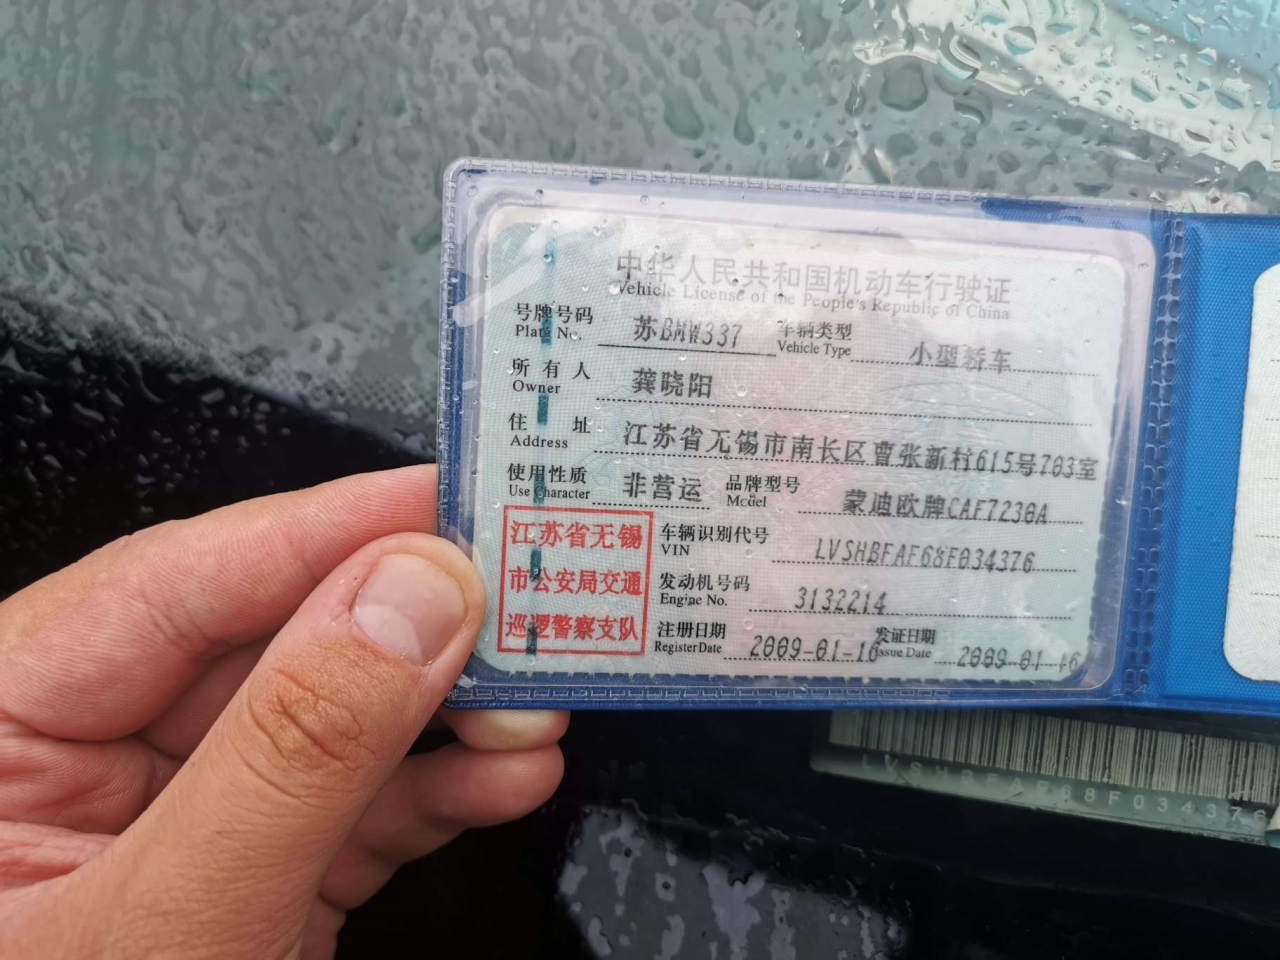 中华人民共和国机动车行驶证
Vehicle License of the People's Republic of China
号牌号码 苏BMW337 车辆类型 小型轿车
Plate No. Vehicle Type
所有人 龚晓阳
Owner
住址 江苏省无锡市南长区曹张新村615号703室
Address
使用性质 非营运 品牌型号 蒙迪欧牌CAF7230A
Use Character Model
江苏省无锡
市公安局交通
巡逻警察支队
车辆识别代号 LVSHBFAF68F034376
VIN
发动机号码 3132214
Engine No.
注册日期 2009-01-16 发证日期 2009-01-16
Register Date Issue Date
LVSHBFAF68F034376